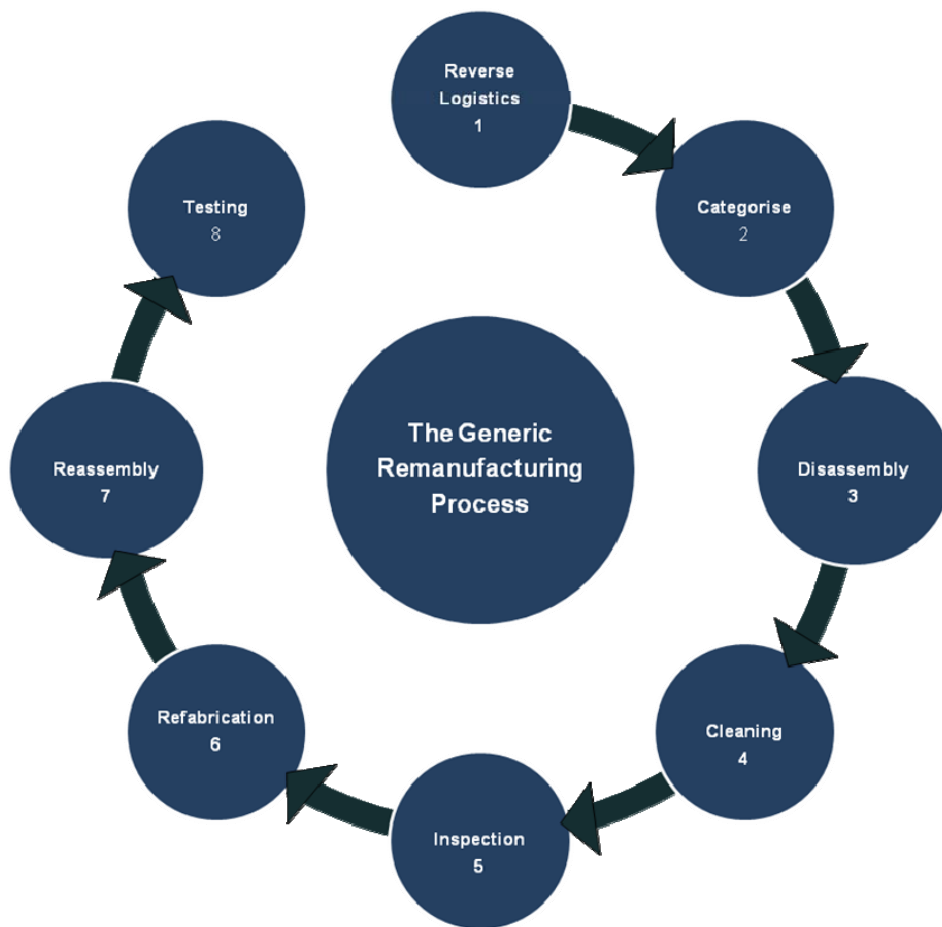 Reverse
Logistics
1
Categorise
2
Disassembly
3
Cleaning
4
Inspection
5
Refabrication
6
Reassembly
7
Testing
8
The Generic
Remanufacturing
Process